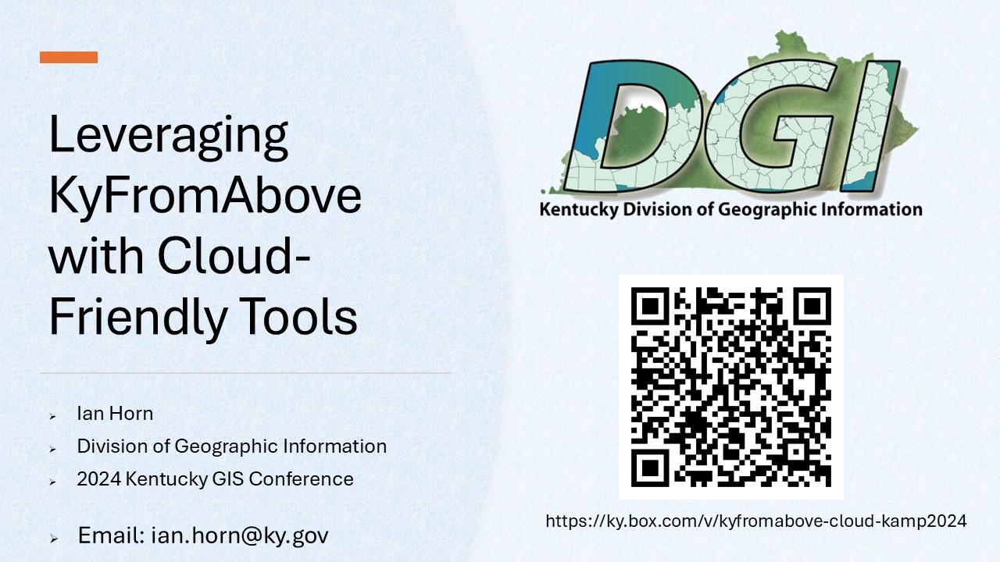 Leveraging
KyFromAbove
with Cloud-
Friendly Tools
Ian Horn
Division of Geographic Information
2024 Kentucky GIS Conference
Email: ian.horn@ky.gov
DGI
Kentucky Division of Geographic Information
https://ky.box.com/v/kyfromabove-cloud-kamp2024